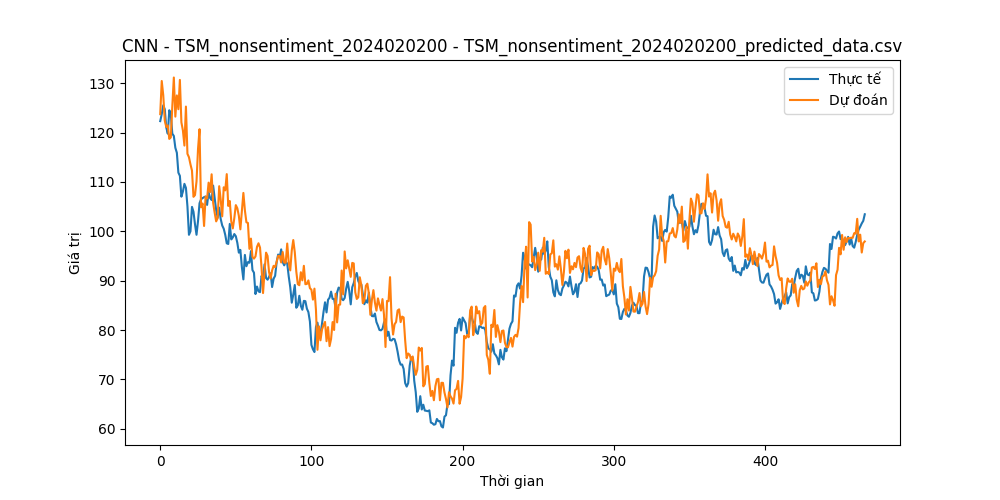 CNN - TSM_nonsentiment_2024020200 - TSM_nonsentiment_2024020200_predicted_data.csv
Giá trị
130
120
110
100
90
80
70
60
Thực tế
Dự đoán
0 100 200 300 400
Thời gian